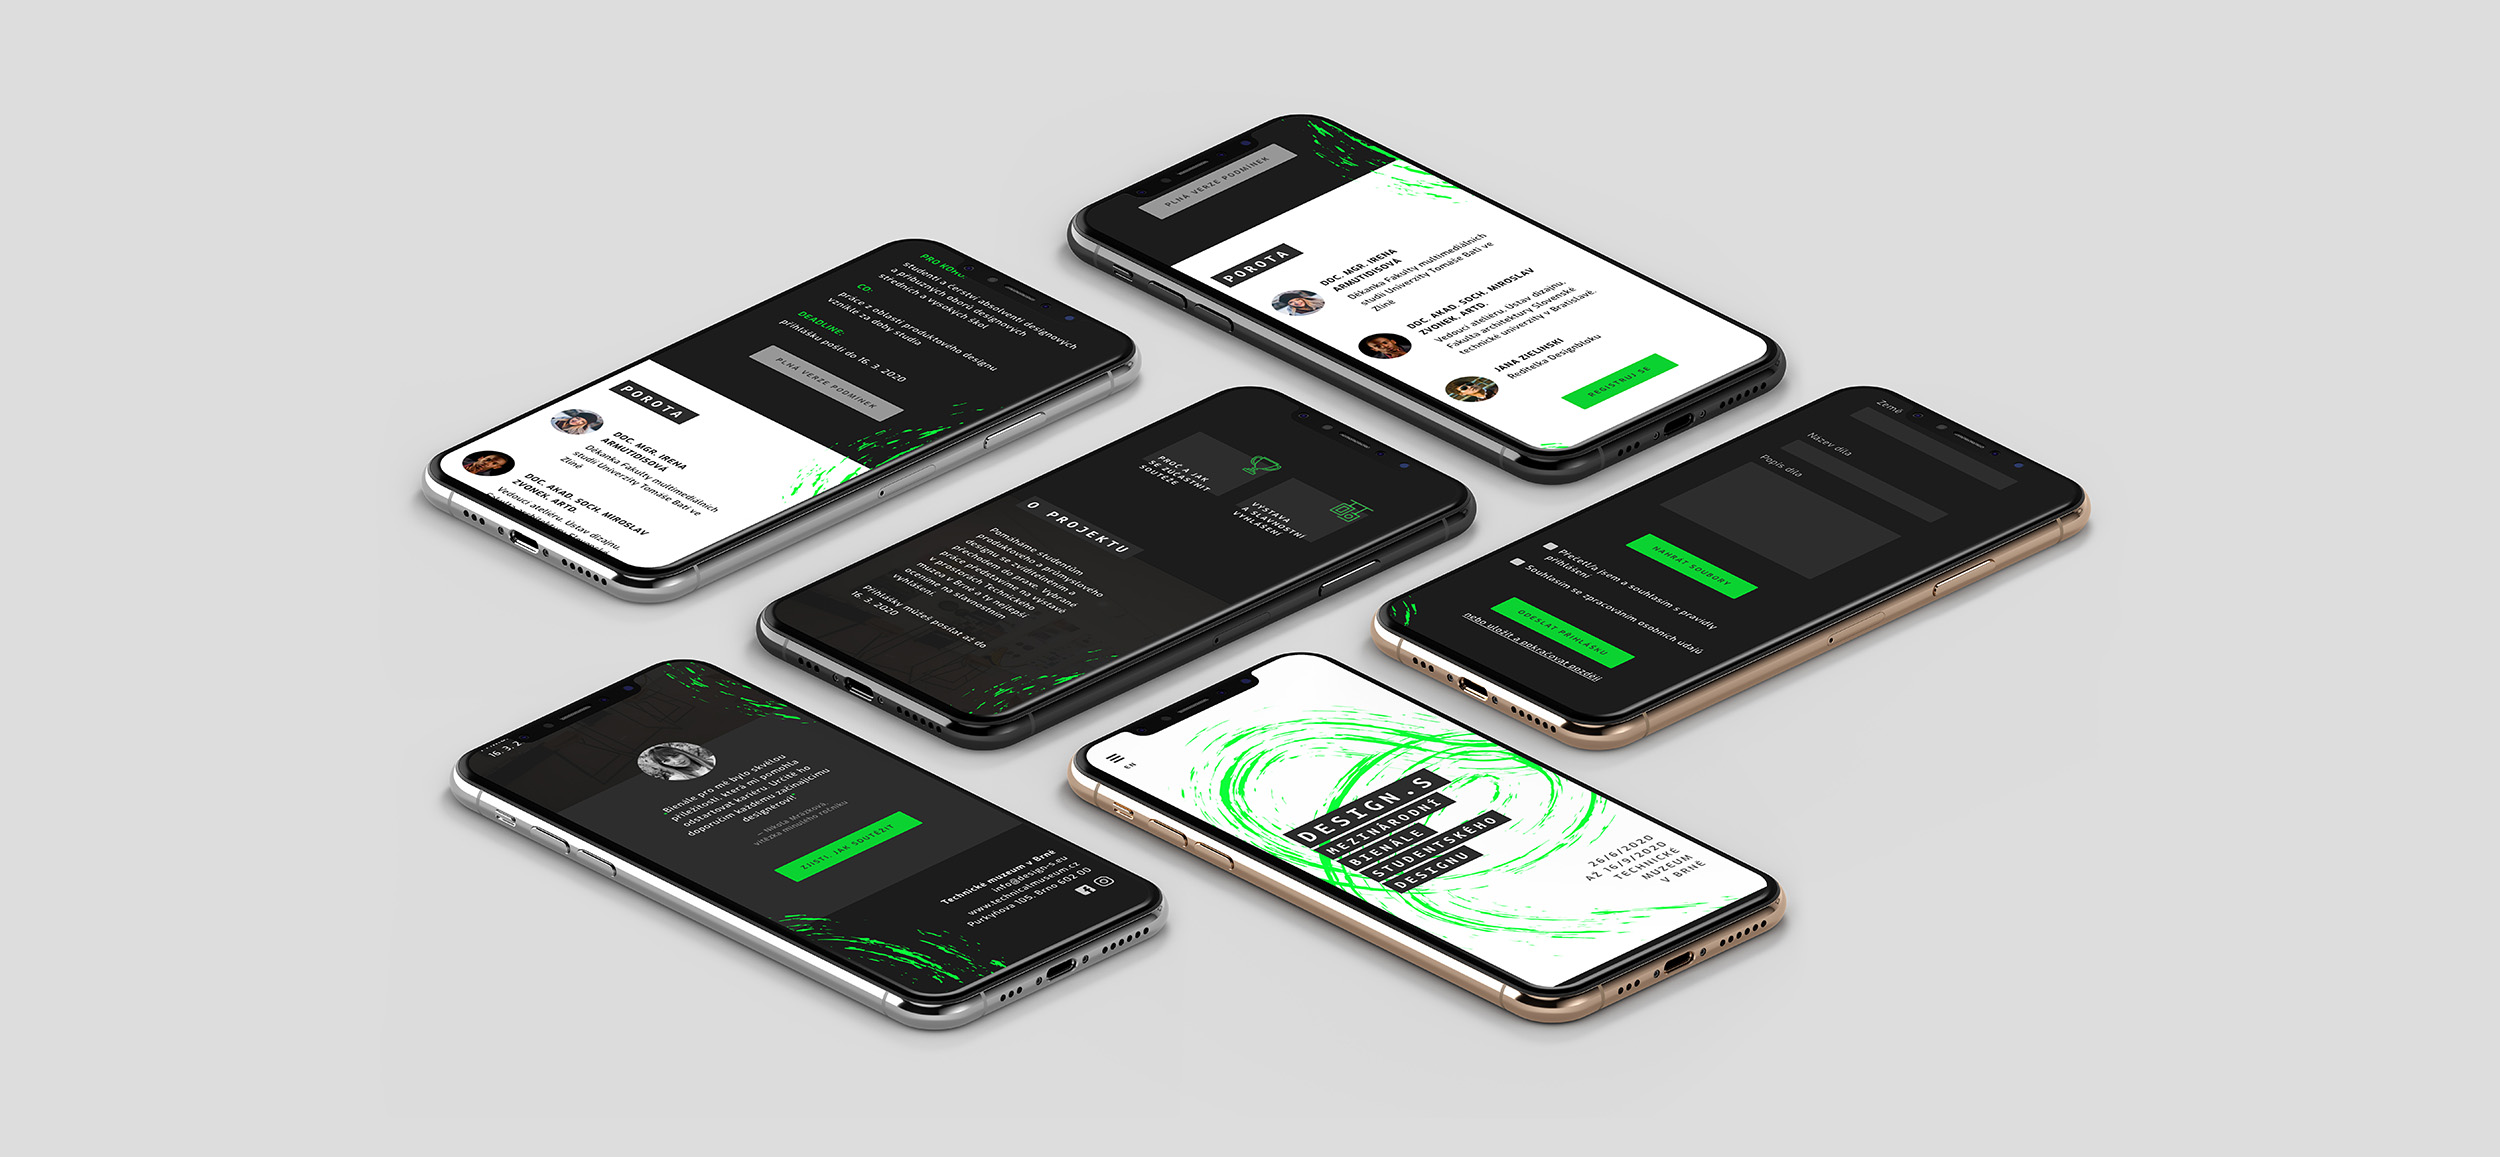 PLNÁ VERZE PODMÍNEK
POROTA
DOC. MGR. IRENA
ARMUTIDISOVÁ
Děkanka Fakulty multimediálních
studií Univerzity Tomáše Bati ve
Zlíně
DOC. AKAD. SOCH. MIROSLAV
ZVONEK, ARTD.
Vedoucí ateliéru, Ústav dizajnu,
Fakulta architektury Slovenské
technické univerzity v Bratislavě.
JANA ZIELINSKI
Ředitelka Designbloku
REGISTRUJ SE
PRO KOHO:
studenti a čerství absolventi designových
a příbuzných oborů designových
středních a vysokých škol
CO:
práce z oblasti produktového designu
vzniklé za doby studia
DEADLINE:
přihlášku pošli do 16. 3. 2020
PLNÁ VERZE PODMÍNEK
POROTA
DOC. MGR. IRENA
ARMUTIDISOVÁ
Děkanka Fakulty multimediálních
studií Univerzity Tomáše Bati ve
Zlíně
DOC. AKAD. SOCH. MIROSLAV
ZVONEK, ARTD.
Vedoucí ateliéru, Ústav dizajnu,
PROČ A JAK
SE ZÚČASTNIT
SOUTĚŽE
VÝSTAVA
A SLAVNOSTNÍ
VYHLÁŠENÍ
O PROJEKTU
Pomáháme studentům
produktového a průmyslového
designu se zviditelněním a
přechodem do praxe. Vybrané
práce představíme na výstavě
v prostorách Technického
muzea v Brně a ty nejlepší
oceníme na slavnostním
vyhlášení.
Přihlášky můžeš posílat až do
16. 3. 2020
Země
Název díla
Popis díla
NAHRÁT SOUBORY
Přečetl/a jsem a souhlasím s pravidly
přihlášení
Souhlasím se zpracováním osobních údajů
ODESLAT PŘIHLÁŠKU
nebo uložit a pokračovat později
16. 3. 2
„Bienále pro mě bylo skvělou
příležitostí, která mi pomohla
odstartovat kariéru. Určitě ho
doporučím každému začínajícímu
designérovi“
– Nikola Mrázková,
vítězka minulého ročníku
ZJISTI, JAK SOUTĚŽIT
Technické muzeum v Brně
info@design-s.eu
www.technicalmuseum.cz
Purkyňova 105, Brno 602 00
EN
DESIGN.S
MEZINÁRODNÍ
BIENÁLE
STUDENTSKÉHO
DESIGNU
26/6/2020
AŽ 16/9/2020
TECHNICKÉ
MUZEUM
V BRNĚ